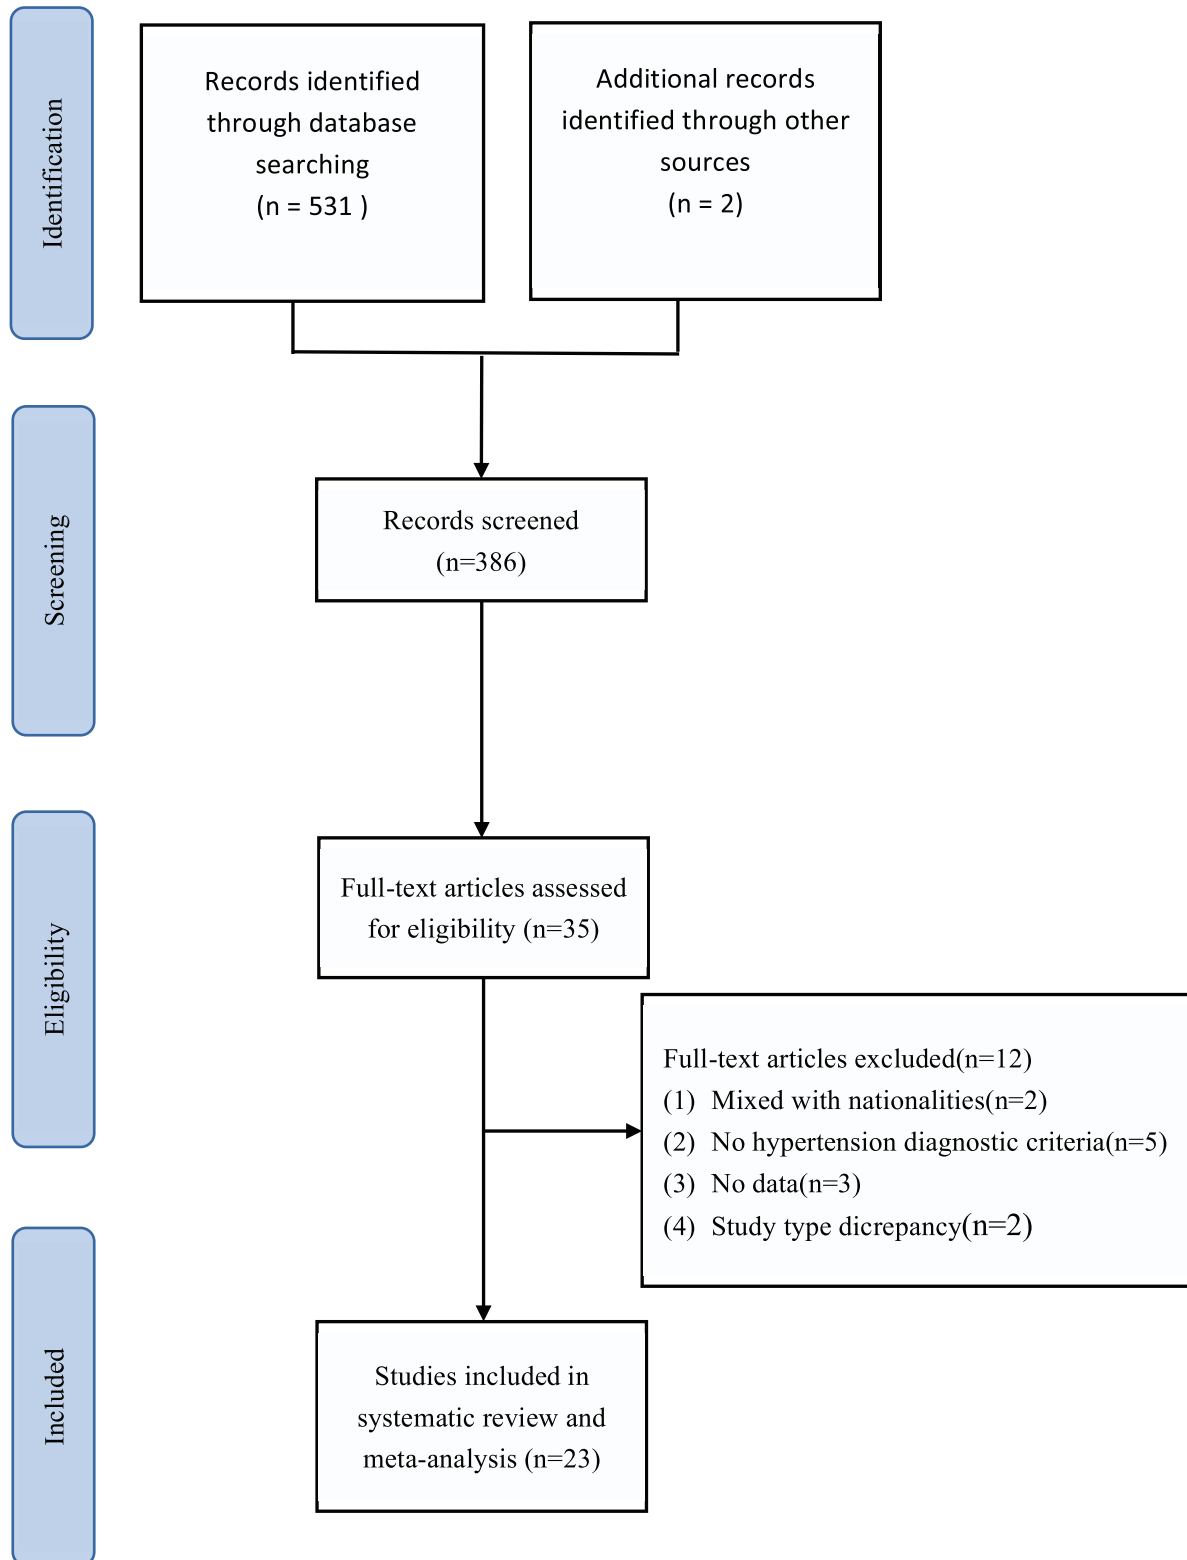 Identification
Records identified
through database
searching
(n = 531 )
Additional records
identified through other
sources
(n = 2)
Screening
Records screened
(n=386)
Eligibility
Full-text articles assessed
for eligibility (n=35)
Full-text articles excluded(n=12)
(1) Mixed with nationalities(n=2)
(2) No hypertension diagnostic criteria(n=5)
(3) No data(n=3)
(4) Study type dicrepancy(n=2)
Included
Studies included in
systematic review and
meta-analysis (n=23)